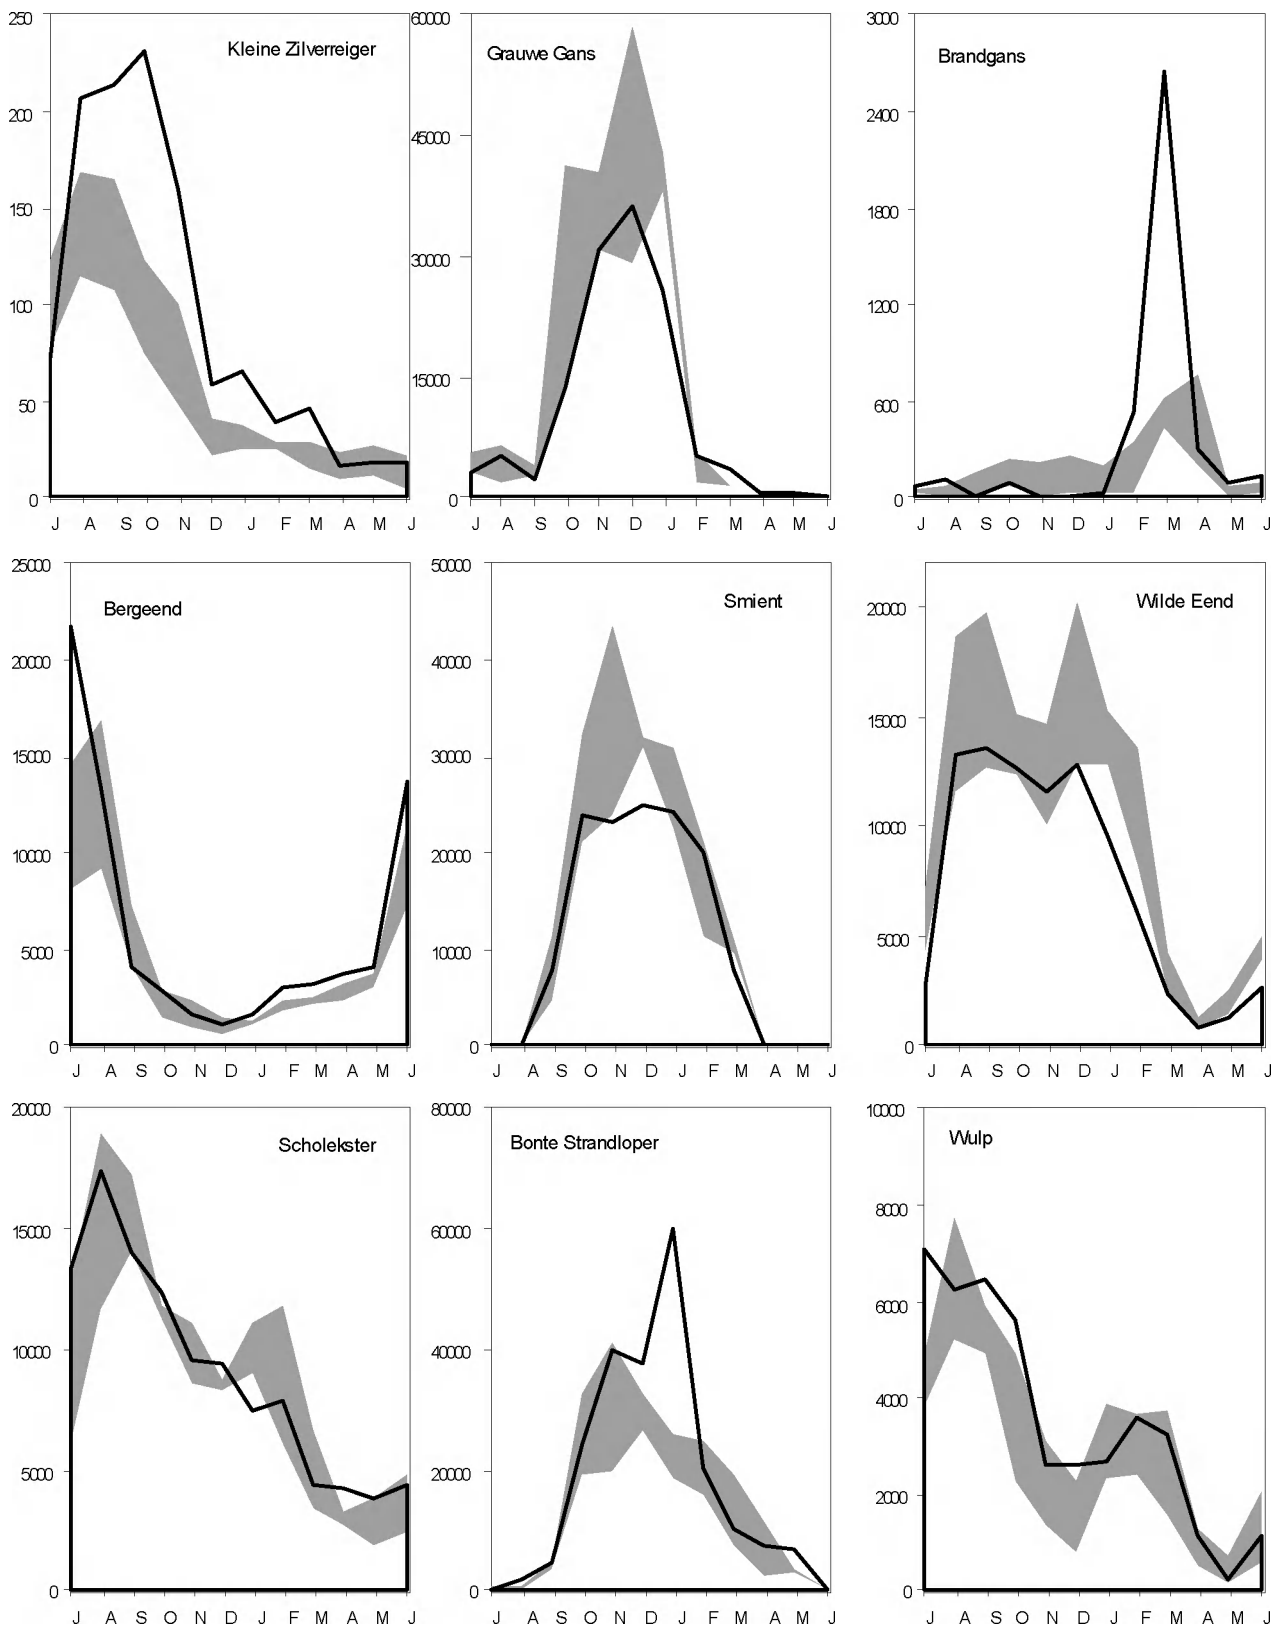 Kleine Zilverreiger
250
200
150
100
50
0
J A S O N D J F M A M J
Grauwe Gans
60000
45000
30000
15000
0
J A S O N D J F M A M J
Brandgans
3000
2400
1800
1200
600
0
J A S O N D J F M A M J
Bergeend
25000
20000
15000
10000
5000
0
J A S O N D J F M A M J
Smient
50000
40000
30000
20000
10000
0
J A S O N D J F M A M J
Wilde Eend
20000
15000
10000
5000
0
J A S O N D J F M A M J
Scholekster
20000
15000
10000
5000
0
J A S O N D J F M A M J
Bonte Strandloper
80000
60000
40000
20000
0
J A S O N D J F M A M J
Wulp
10000
8000
6000
4000
2000
0
J A S O N D J F M A M J